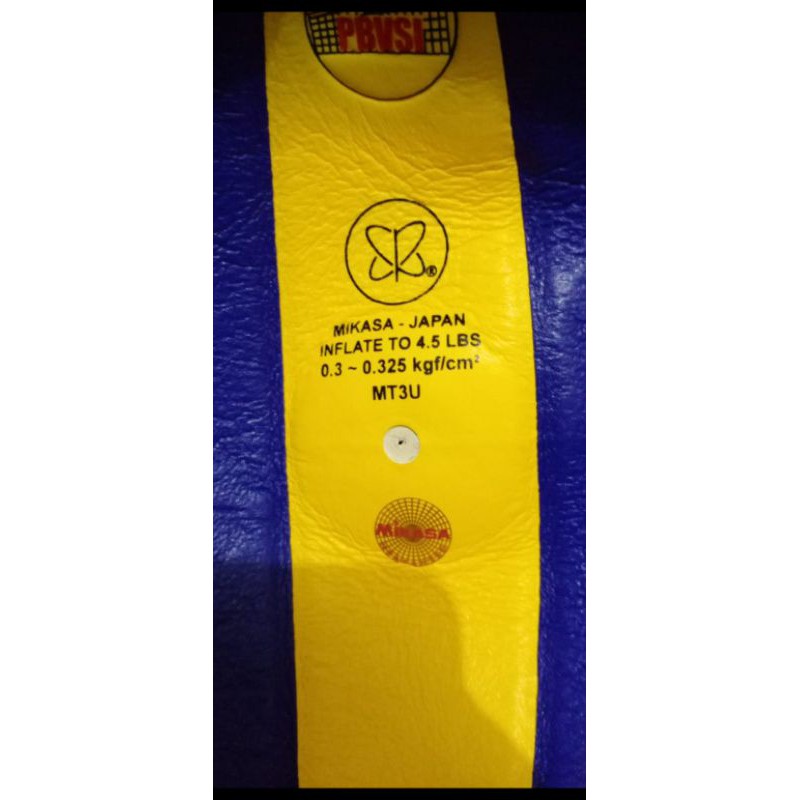 PBVSI
®
MIKASA - JAPAN
INFLATE TO 4.5 LBS
0.3 ~ 0.325 kgf/cm²
MT3U
MIKASA